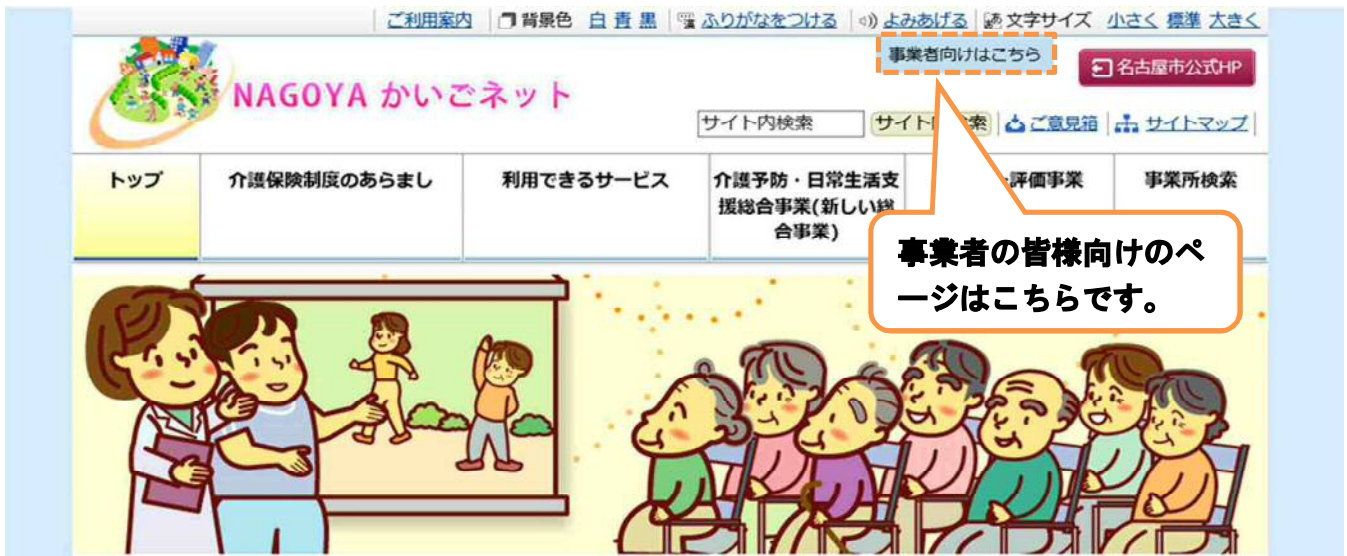 ご利用案内 背景色 白 青 黒 ふりがなをつける よみあげる 文字サイズ 小さく 標準 大きく
事業者向けはこちら
名古屋市公式HP
NAGOYA かいごネット
サイト内検索 サイト内 索 ご意見箱 サイトマップ
トップ
介護保険制度のあらまし
利用できるサービス
介護予防・日常生活支
援総合事業(新しい総
合事業)
評価事業
事業所検索
事業者の皆様向けのペ
ージはこちらです。